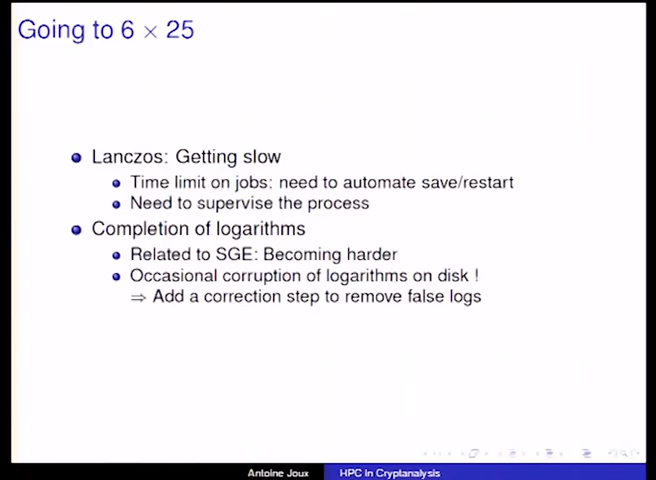 Going to 6 × 25
Lanczos: Getting slow
Time limit on jobs: need to automate save/restart
Need to supervise the process
Completion of logarithms
Related to SGE: Becoming harder
Occasional corruption of logarithms on disk !
⇒ Add a correction step to remove false logs
Antoine Joux
HPC in Cryptanalysis